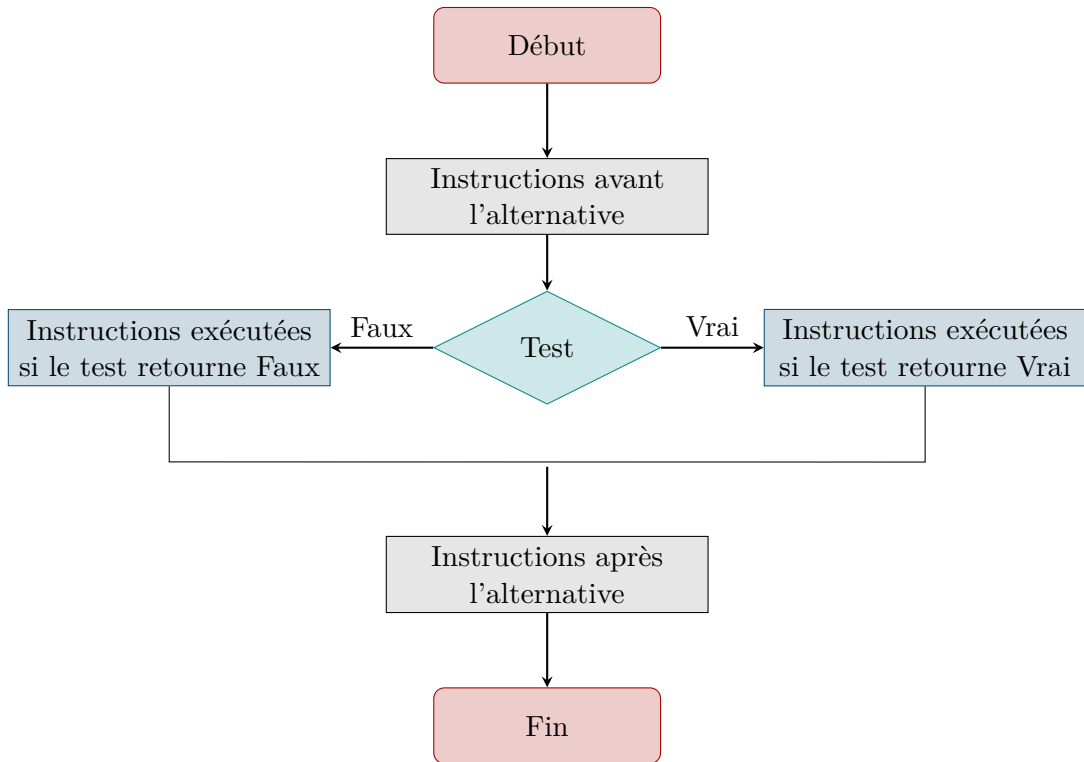 Début
Instructions avant
l'alternative
Faux
Vrai
Instructions exécutées
si le test retourne Faux
Test
Instructions exécutées
si le test retourne Vrai
Instructions après
l'alternative
Fin